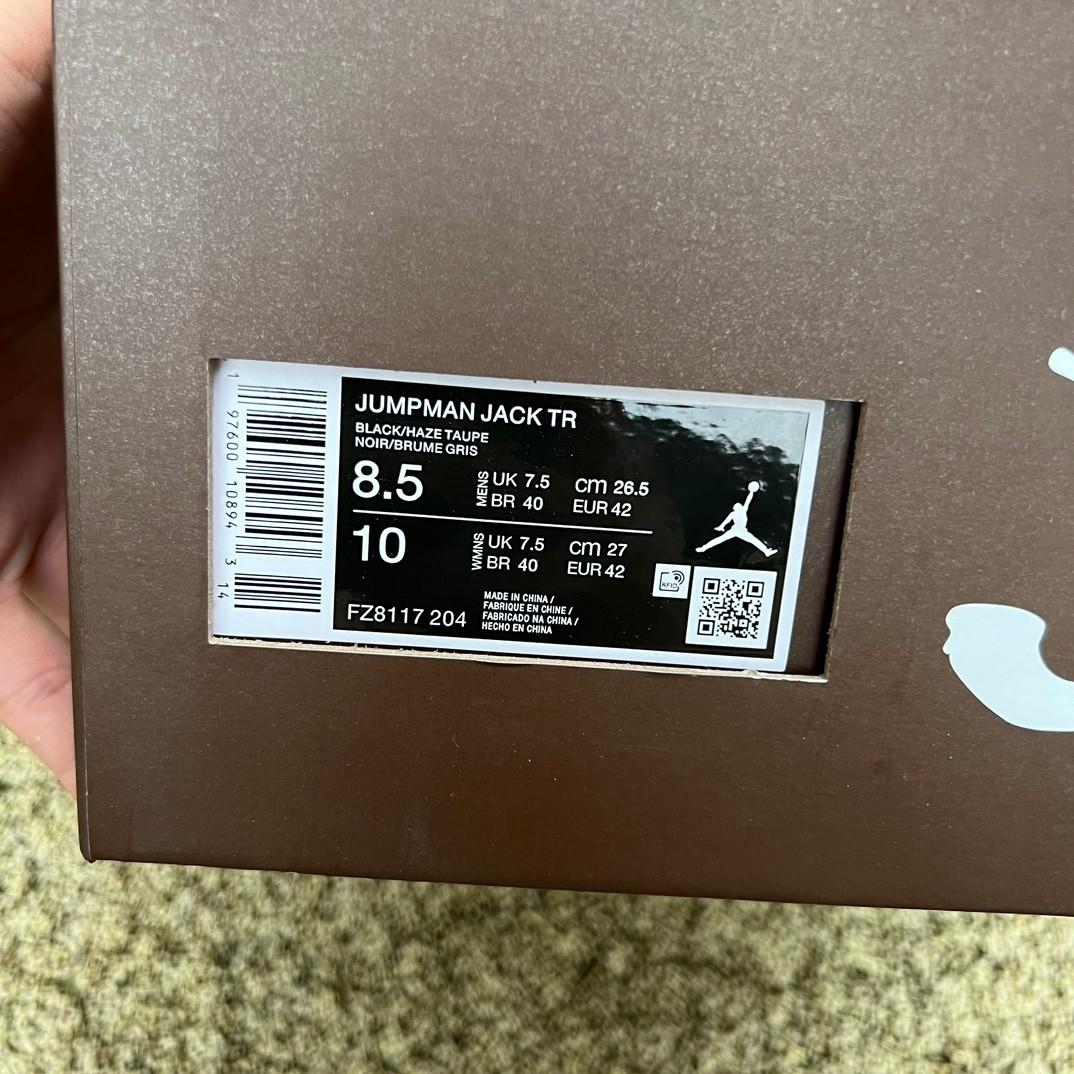 JUMPMAN JACK TR
BLACK/HAZE TAUPE
NOIR/BRUME GRIS
8.5 MENS UK 7.5 cm 26.5
BR 40 EUR 42
10 WMNS UK 7.5 cm 27
BR 40 EUR 42
FZ8117 204
MADE IN CHINA /
FABRIQUE EN CHINE /
FABRICADO NA CHINA /
HECHO EN CHINA
RFID
1 97600 10894 3 14